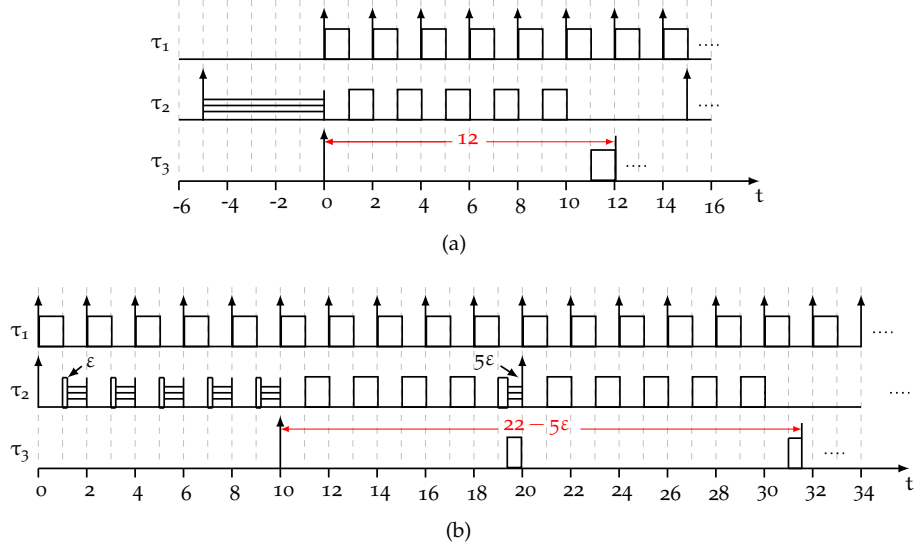 τ₁ ....
τ₂ ....
12
τ₃ ....
-6 -4 -2 0 2 4 6 8 10 12 14 16 t
(a)
τ₁ ....
ε 5ε
τ₂ ....
22 − 5ε
τ₃ ....
0 2 4 6 8 10 12 14 16 18 20 22 24 26 28 30 32 34 t
(b)